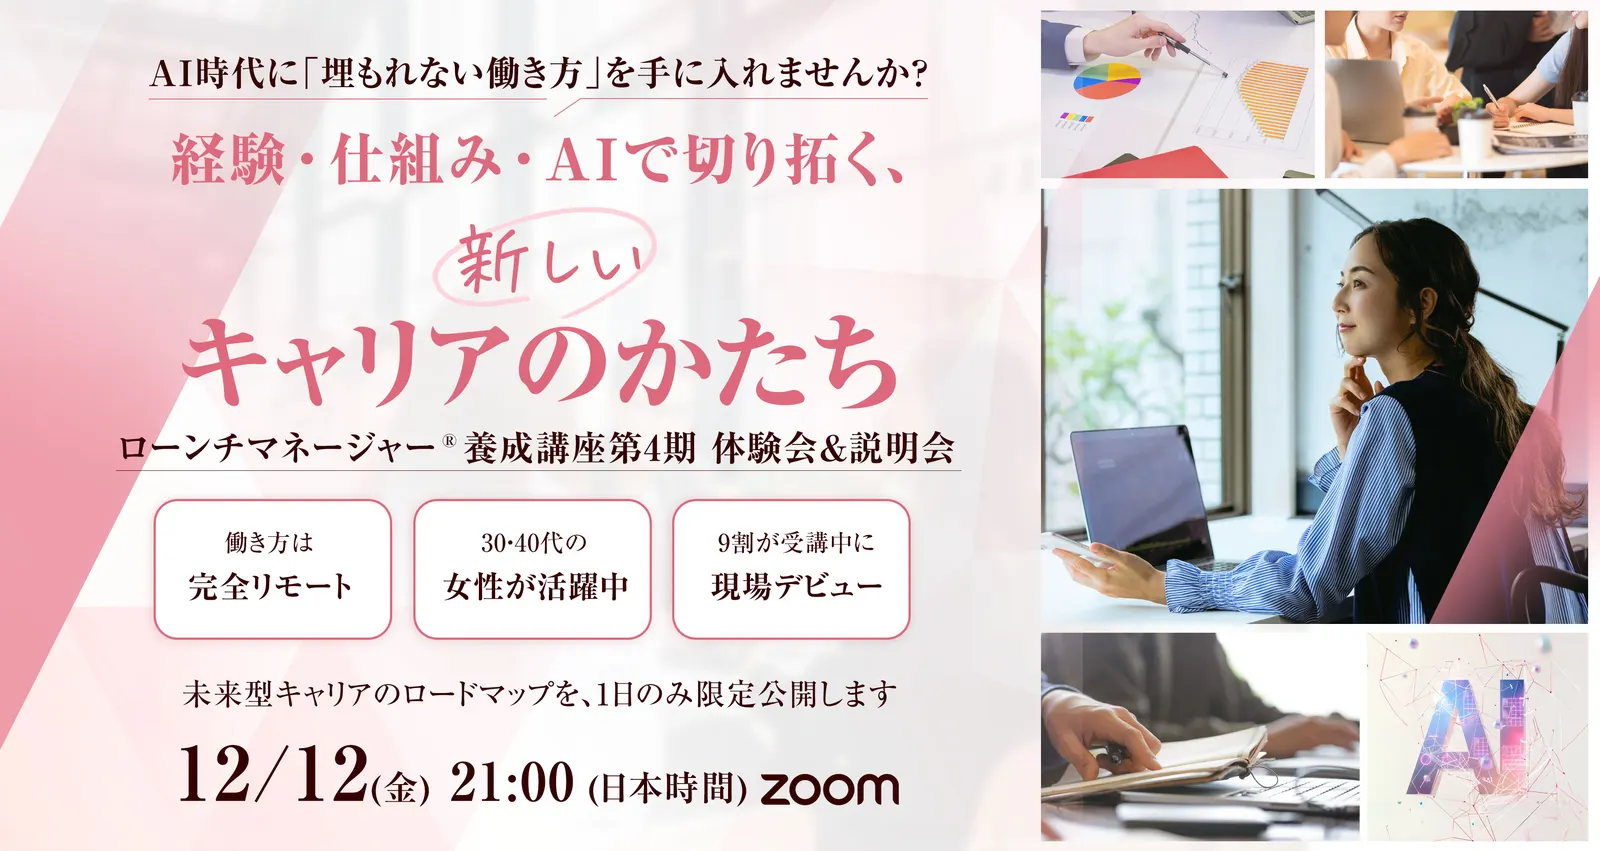 AI時代に「埋もれない働き方」を手に入れませんか?
経験・仕組み・AIで切り拓く、
新しい
キャリアのかたち
ローンチマネージャー®養成講座第4期 体験会&説明会
働き方は
完全リモート
30・40代の
女性が活躍中
9割が受講中に
現場デビュー
未来型キャリアのロードマップを、1日のみ限定公開します
12/12(金) 21:00 (日本時間) zoom
AI